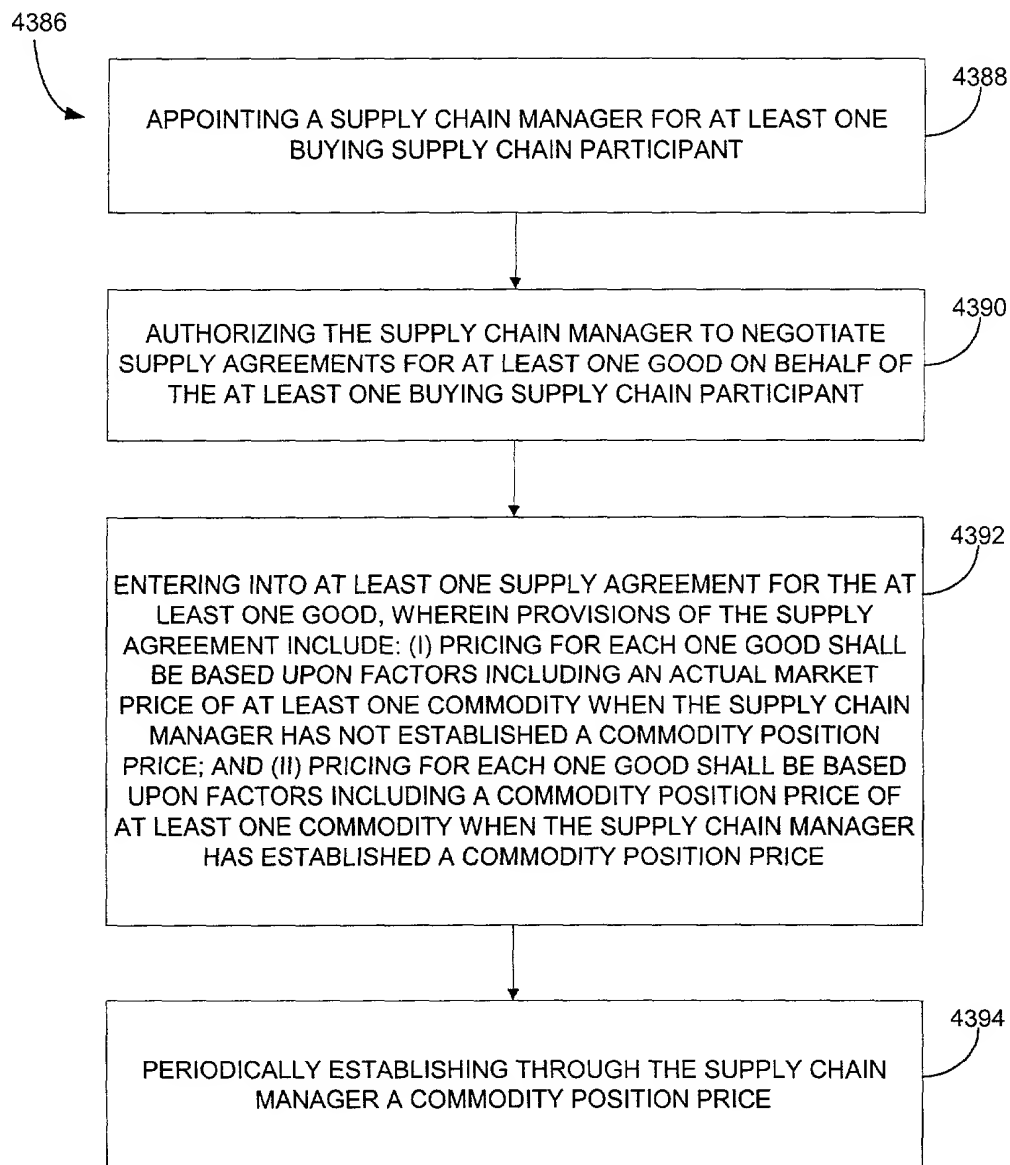 4386
4388
APPOINTING A SUPPLY CHAIN MANAGER FOR AT LEAST ONE
BUYING SUPPLY CHAIN PARTICIPANT
4390
AUTHORIZING THE SUPPLY CHAIN MANAGER TO NEGOTIATE
SUPPLY AGREEMENTS FOR AT LEAST ONE GOOD ON BEHALF OF
THE AT LEAST ONE BUYING SUPPLY CHAIN PARTICIPANT
4392
ENTERING INTO AT LEAST ONE SUPPLY AGREEMENT FOR THE AT
LEAST ONE GOOD, WHEREIN PROVISIONS OF THE SUPPLY
AGREEMENT INCLUDE: (I) PRICING FOR EACH ONE GOOD SHALL
BE BASED UPON FACTORS INCLUDING AN ACTUAL MARKET
PRICE OF AT LEAST ONE COMMODITY WHEN THE SUPPLY CHAIN
MANAGER HAS NOT ESTABLISHED A COMMODITY POSITION
PRICE; AND (II) PRICING FOR EACH ONE GOOD SHALL BE BASED
UPON FACTORS INCLUDING A COMMODITY POSITION PRICE OF
AT LEAST ONE COMMODITY WHEN THE SUPPLY CHAIN MANAGER
HAS ESTABLISHED A COMMODITY POSITION PRICE
4394
PERIODICALLY ESTABLISHING THROUGH THE SUPPLY CHAIN
MANAGER A COMMODITY POSITION PRICE